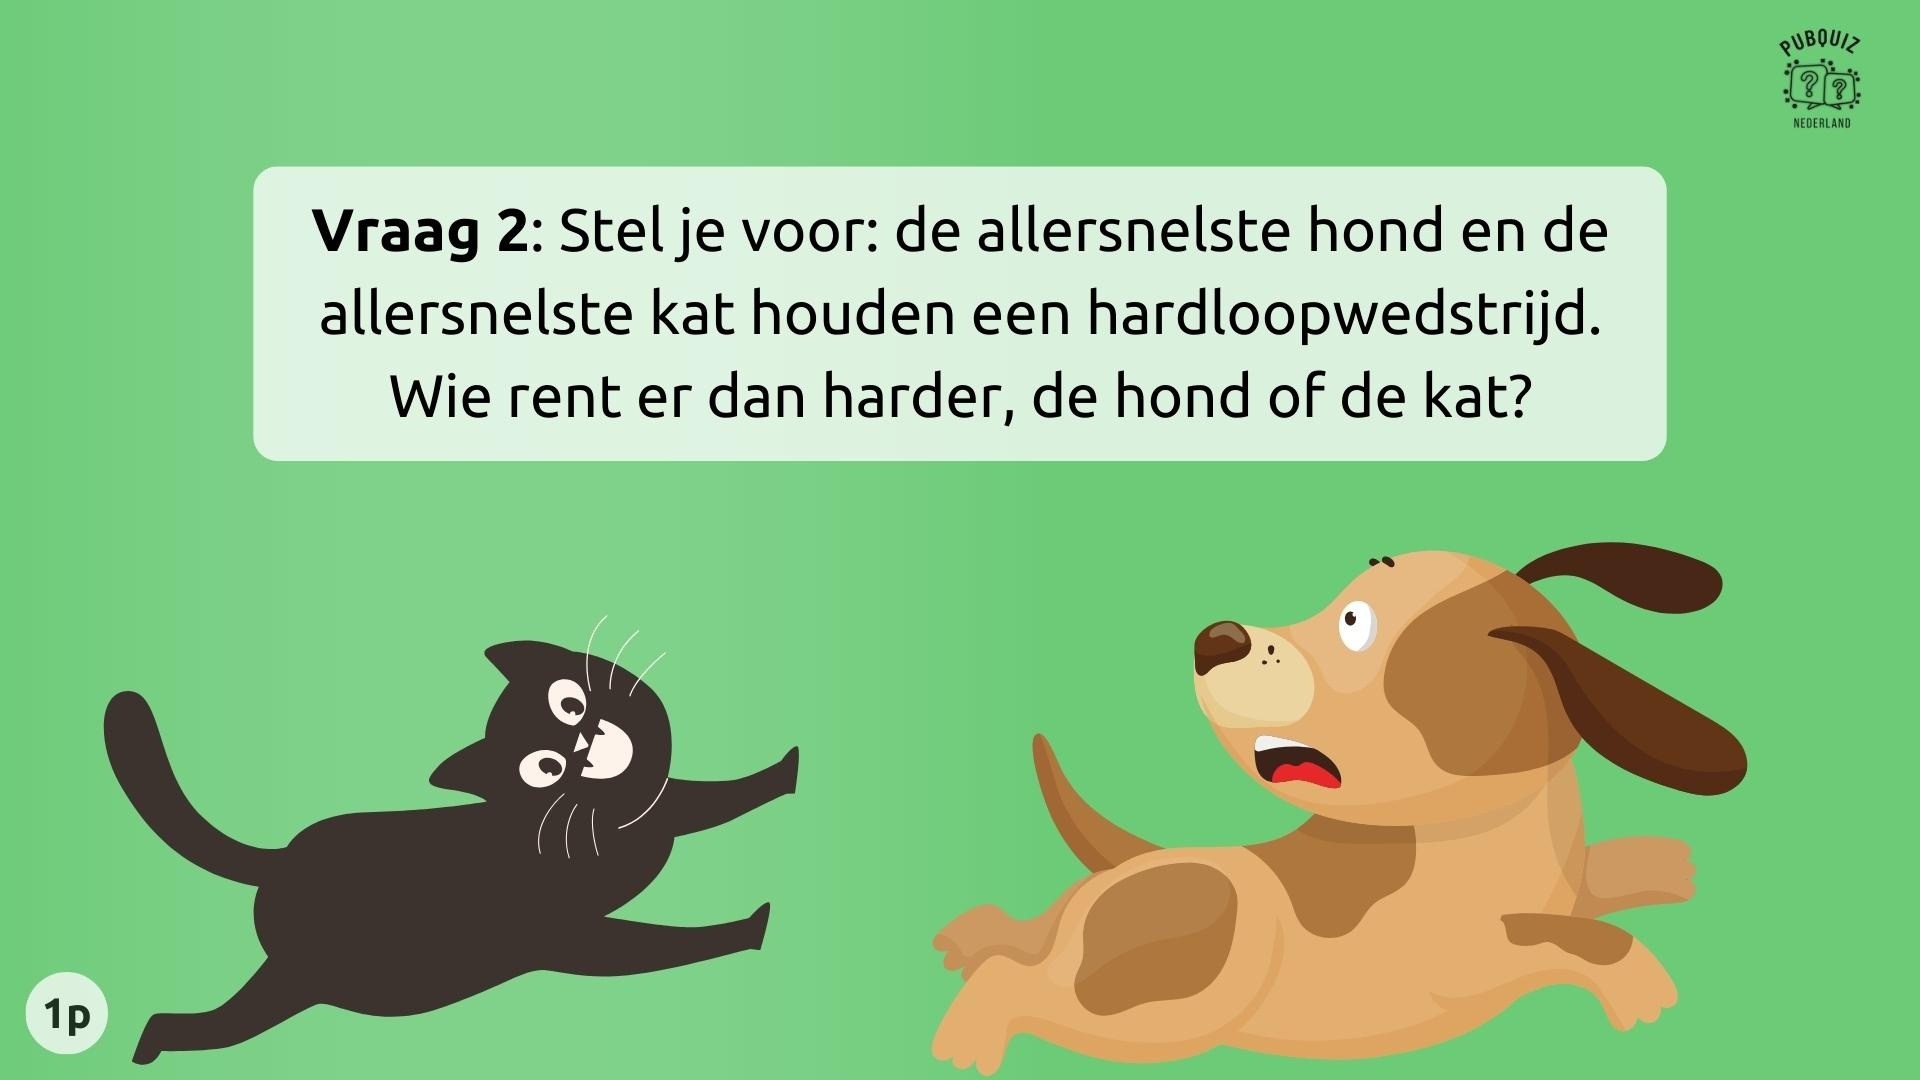 PUBQUIZ
? ?
NEDERLAND
Vraag 2: Stel je voor: de allersnelste hond en de
allersnelste kat houden een hardloopwedstrijd.
Wie rent er dan harder, de hond of de kat?
1p